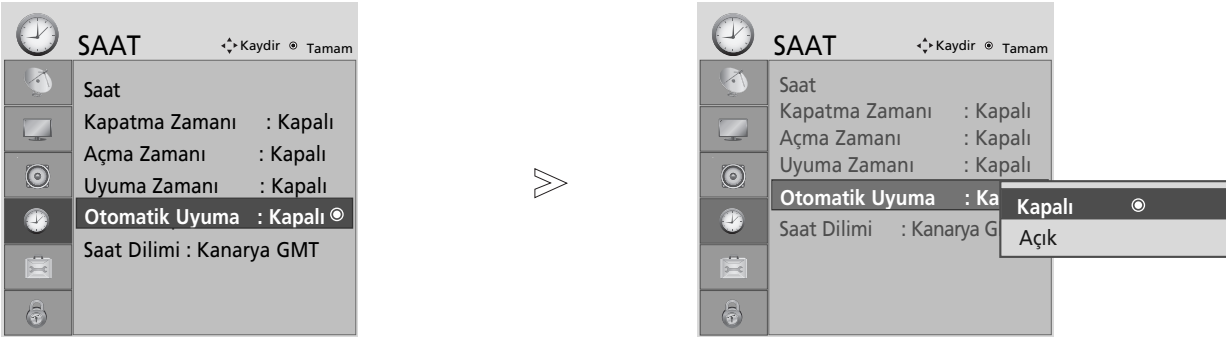 SAAT Kaydir Tamam
Saat
Kapatma Zamanı : Kapalı
Açma Zamanı : Kapalı
Uyuma Zamanı : Kapalı
Otomatik Uyuma : Kapalı
Saat Dilimi : Kanarya GMT
SAAT Kaydir Tamam
Saat
Kapatma Zamanı : Kapalı
Açma Zamanı : Kapalı
Uyuma Zamanı : Kapalı
Otomatik Uyuma : Ka
Saat Dilimi : Kanarya G
Kapalı
Açık